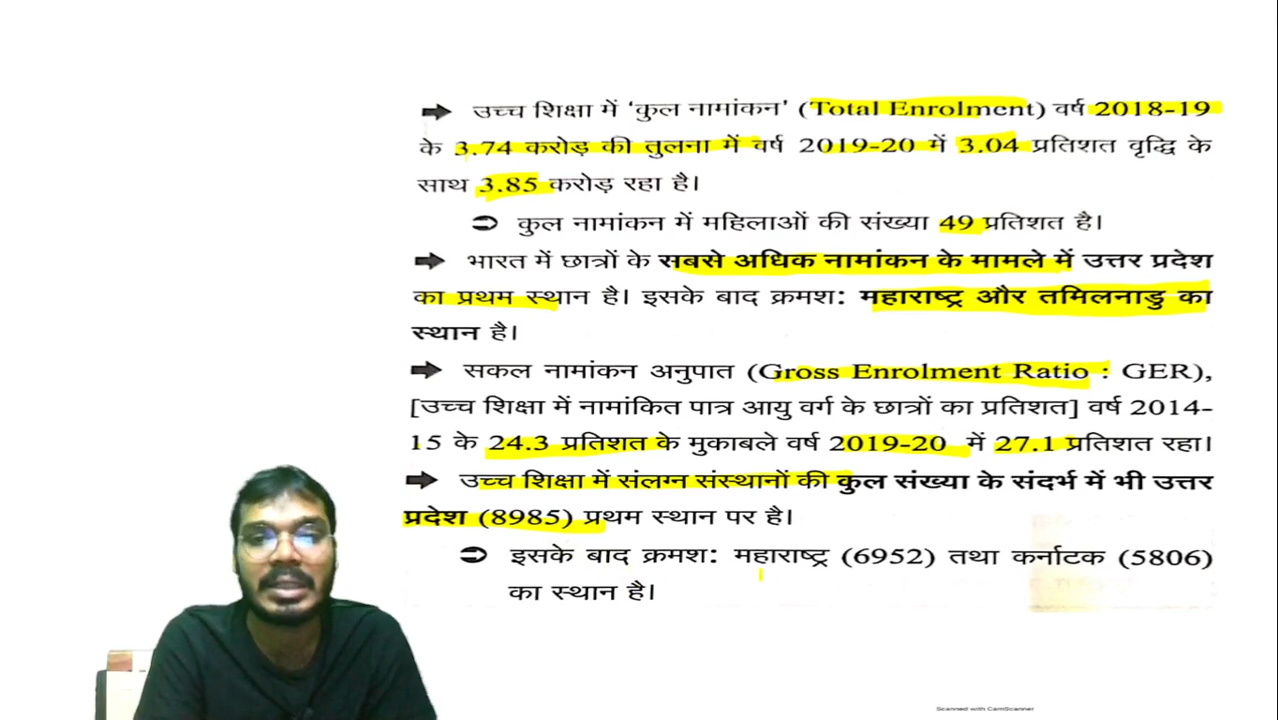 ➡ उच्च शिक्षा में 'कुल नामांकन' (Total Enrolment) वर्ष 2018-19
के 3.74 करोड़ की तुलना में वर्ष 2019-20 में 3.04 प्रतिशत वृद्धि के
साथ 3.85 करोड़ रहा है।
➲ कुल नामांकन में महिलाओं की संख्या 49 प्रतिशत है।
➡ भारत में छात्रों के सबसे अधिक नामांकन के मामले में उत्तर प्रदेश
का प्रथम स्थान है। इसके बाद क्रमश: महाराष्ट्र और तमिलनाडु का
स्थान है।
➡ सकल नामांकन अनुपात (Gross Enrolment Ratio : GER),
[उच्च शिक्षा में नामांकित पात्र आयु वर्ग के छात्रों का प्रतिशत] वर्ष 2014-
15 के 24.3 प्रतिशत के मुकाबले वर्ष 2019-20 में 27.1 प्रतिशत रहा।
➡ उच्च शिक्षा में संलग्न संस्थानों की कुल संख्या के संदर्भ में भी उत्तर
प्रदेश (8985) प्रथम स्थान पर है।
➲ इसके बाद क्रमश: महाराष्ट्र (6952) तथा कर्नाटक (5806)
का स्थान है।
Scanned with CamScanner